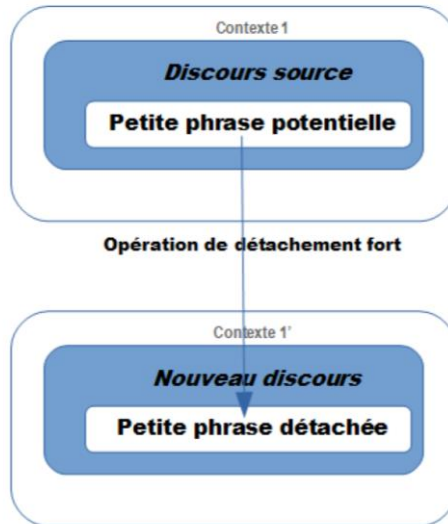 Contexte 1
Discours source
Petite phrase potentielle
Opération de détachement fort
Contexte 1'
Nouveau discours
Petite phrase détachée